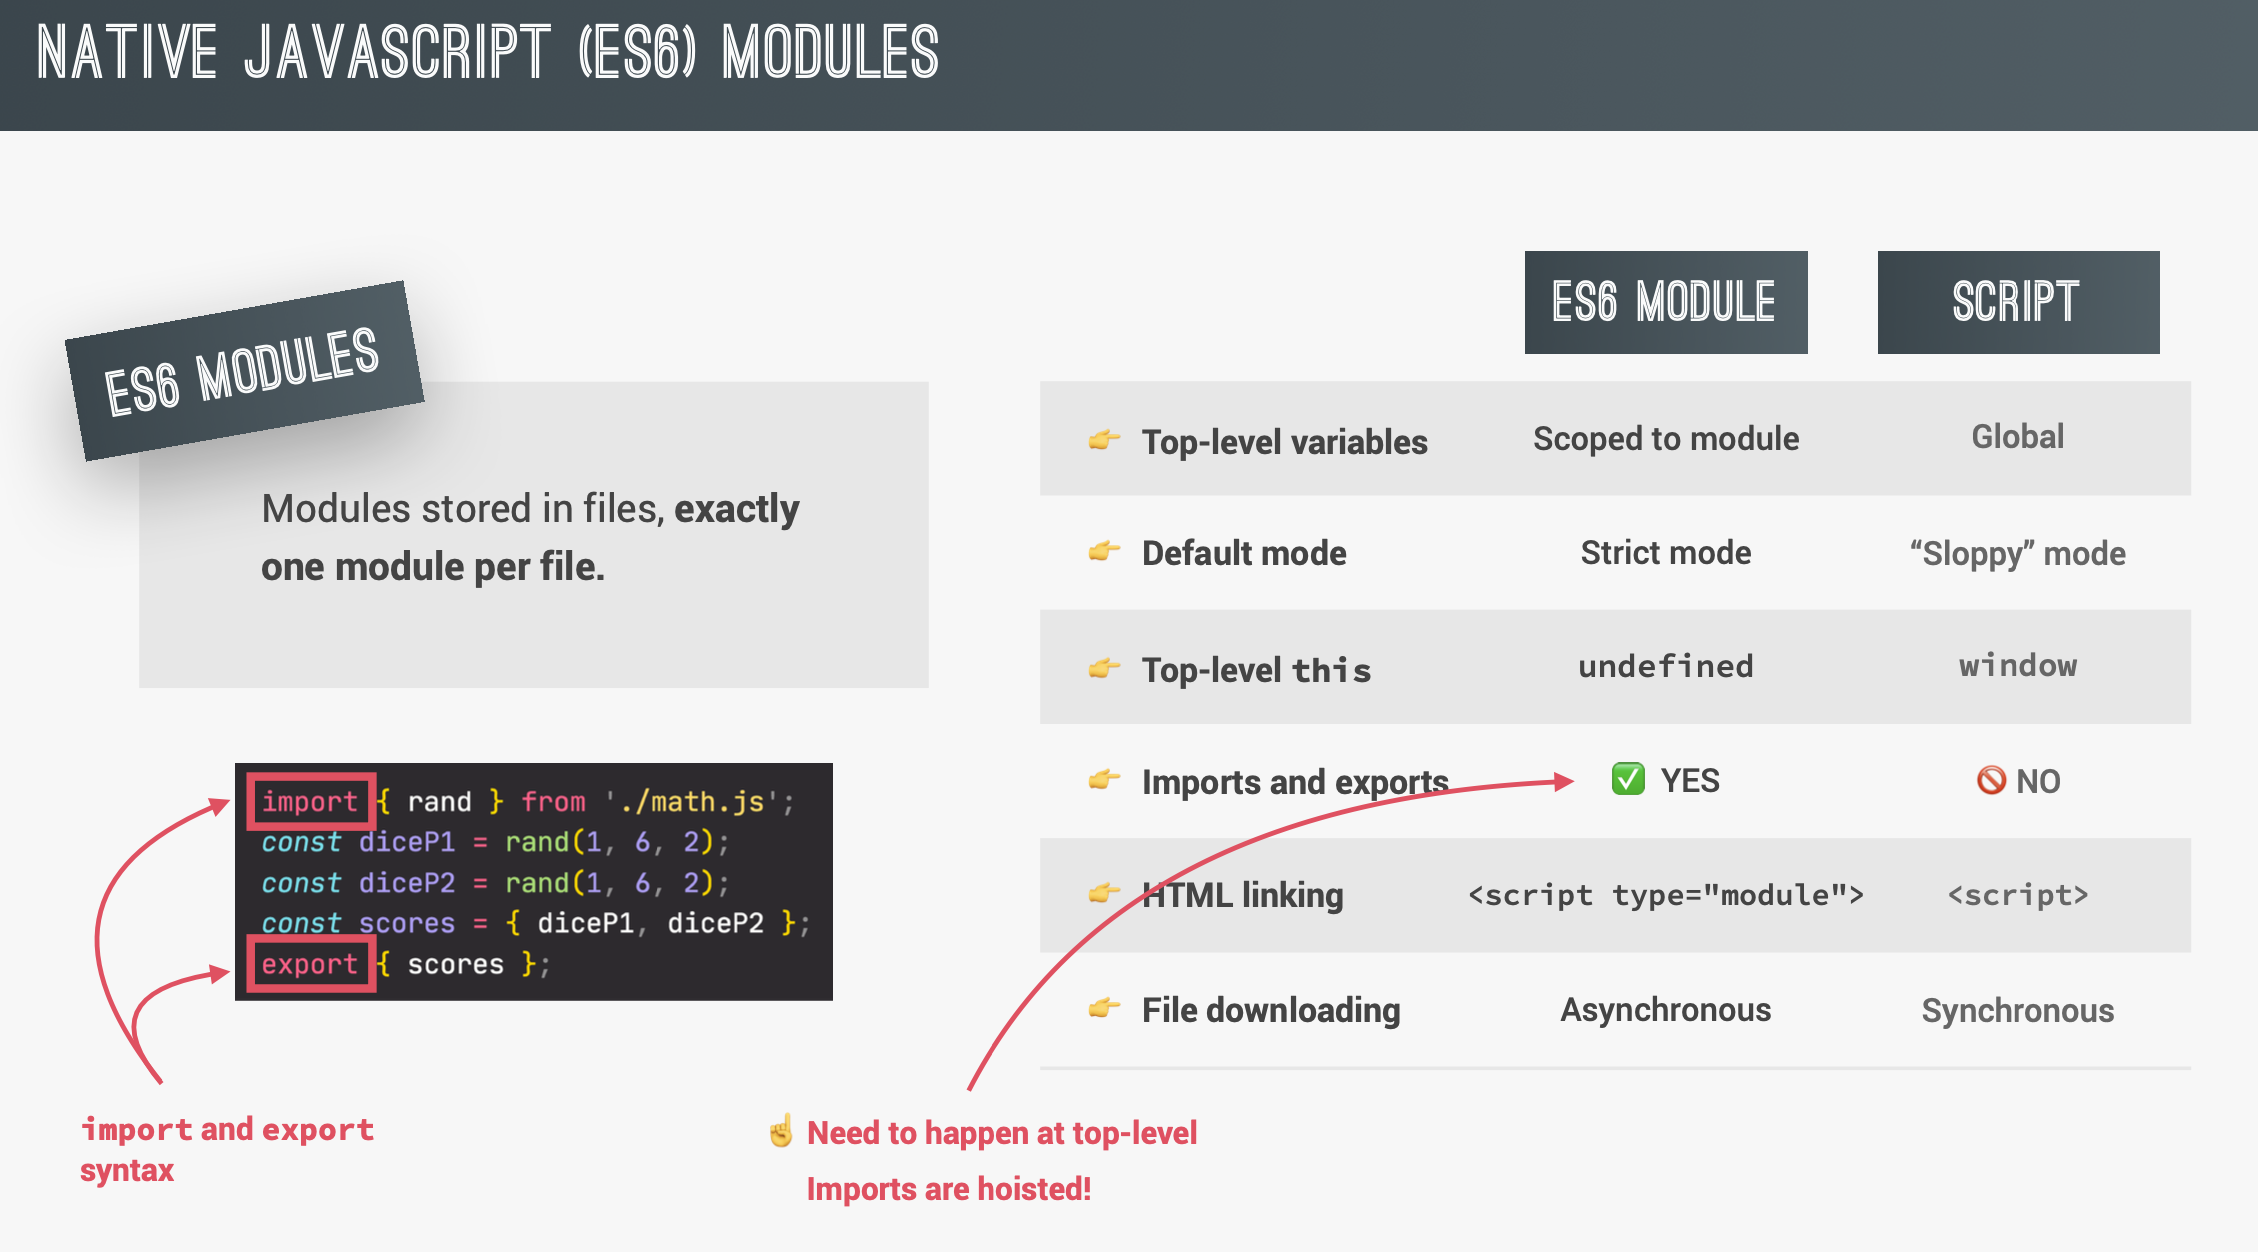 NATIVE JAVASCRIPT (ES6) MODULES
ES6 MODULES
Modules stored in files, exactly
one module per file.
import { rand } from './math.js';
const diceP1 = rand(1, 6, 2);
const diceP2 = rand(1, 6, 2);
const scores = { diceP1, diceP2 };
export { scores };
import and export
syntax
ES6 MODULE SCRIPT
👉 Top-level variables Scoped to module Global
👉 Default mode Strict mode “Sloppy” mode
👉 Top-level this undefined window
👉 Imports and exports ✅ YES 🚫 NO
👉 HTML linking <script type="module"> <script>
👉 File downloading Asynchronous Synchronous
☝️ Need to happen at top-level
Imports are hoisted!